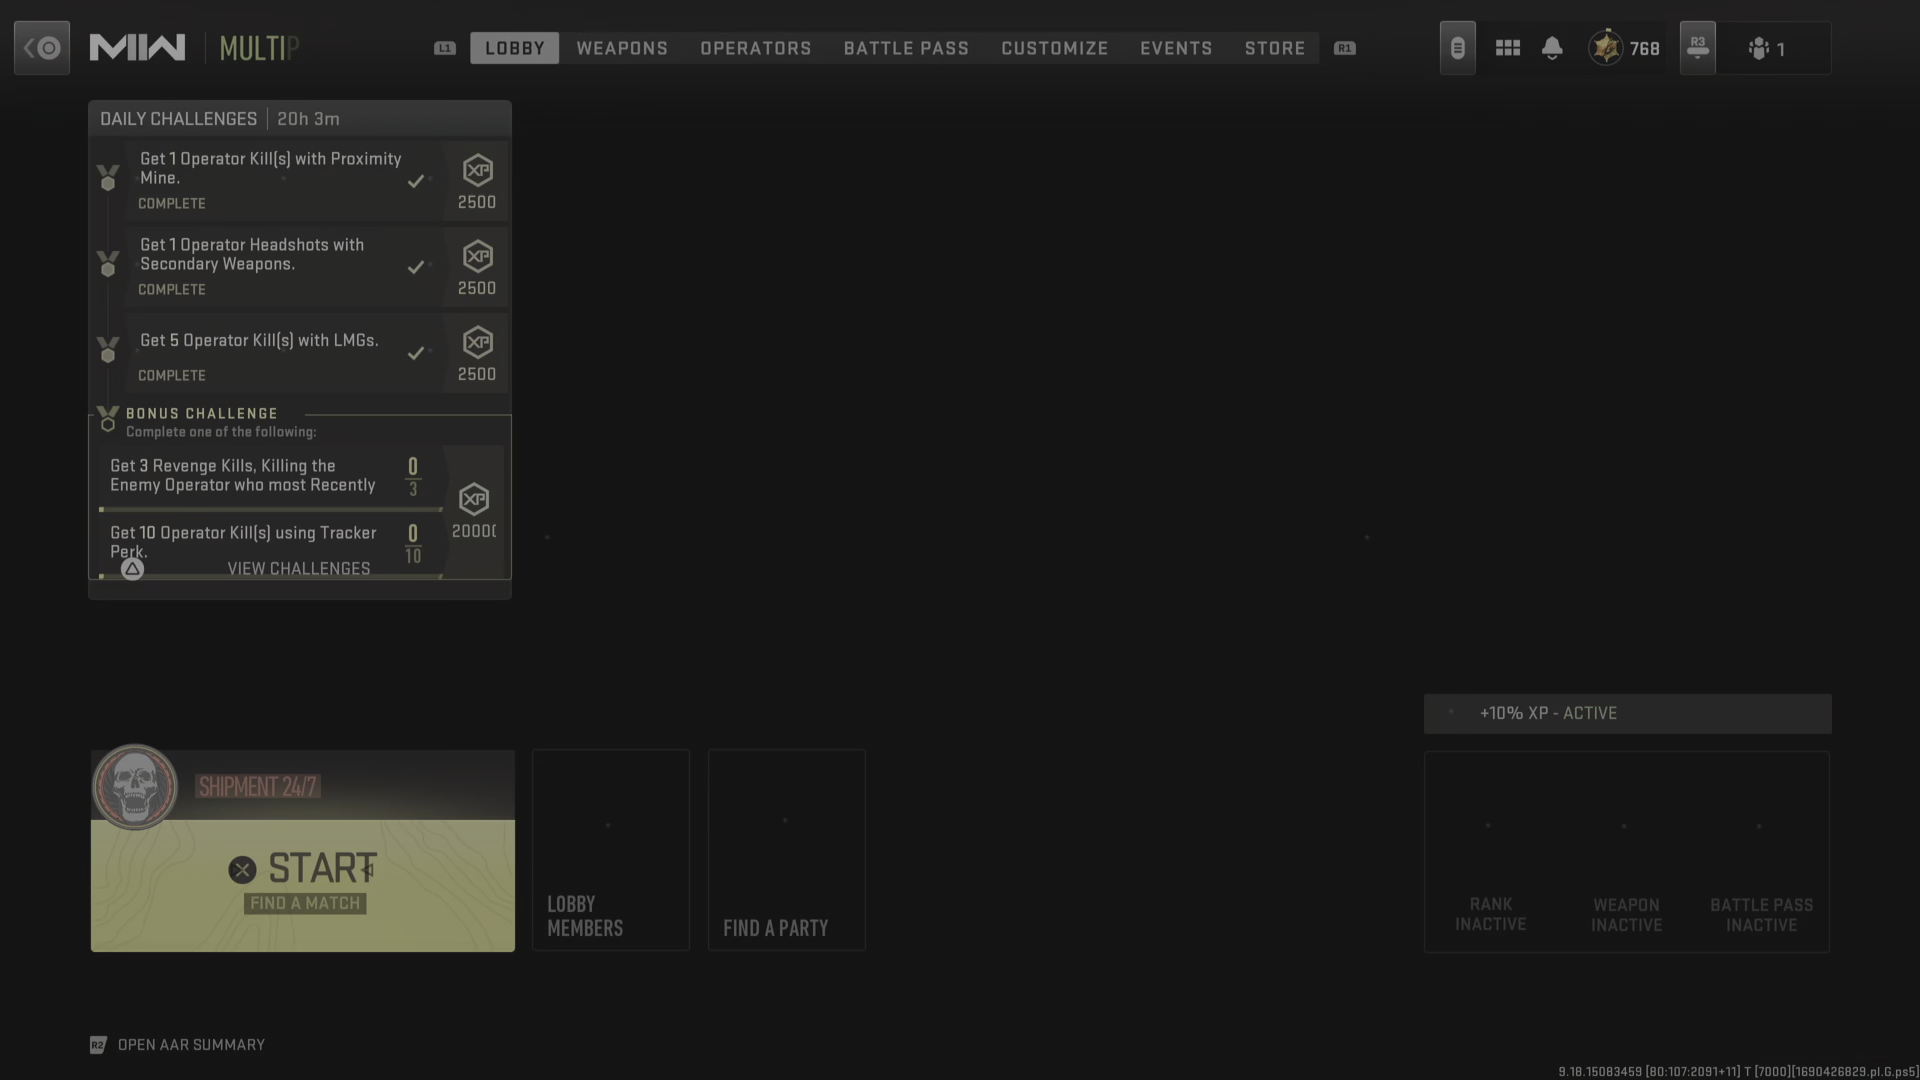 MW MULTIP
L1 LOBBY WEAPONS OPERATORS BATTLE PASS CUSTOMIZE EVENTS STORE R1
768
R3
1
DAILY CHALLENGES 20h 3m
Get 1 Operator Kill(s) with Proximity
Mine.
COMPLETE
XP
2500
Get 1 Operator Headshots with
Secondary Weapons.
COMPLETE
XP
2500
Get 5 Operator Kill(s) with LMGs.
COMPLETE
XP
2500
BONUS CHALLENGE
Complete one of the following:
Get 3 Revenge Kills, Killing the
Enemy Operator who most Recently
0
3
XP
Get 10 Operator Kill(s) using Tracker
Perk.
0
10
VIEW CHALLENGES
+10% XP - ACTIVE
SHIPMENT 24/7
START
FIND A MATCH
LOBBY
MEMBERS
FIND A PARTY
RANK
INACTIVE
WEAPON
INACTIVE
BATTLE PASS
INACTIVE
R2 OPEN AAR SUMMARY
9.18.15083459 [80:107:2091+11] T [7000][1690426829.pl.G.ps5]